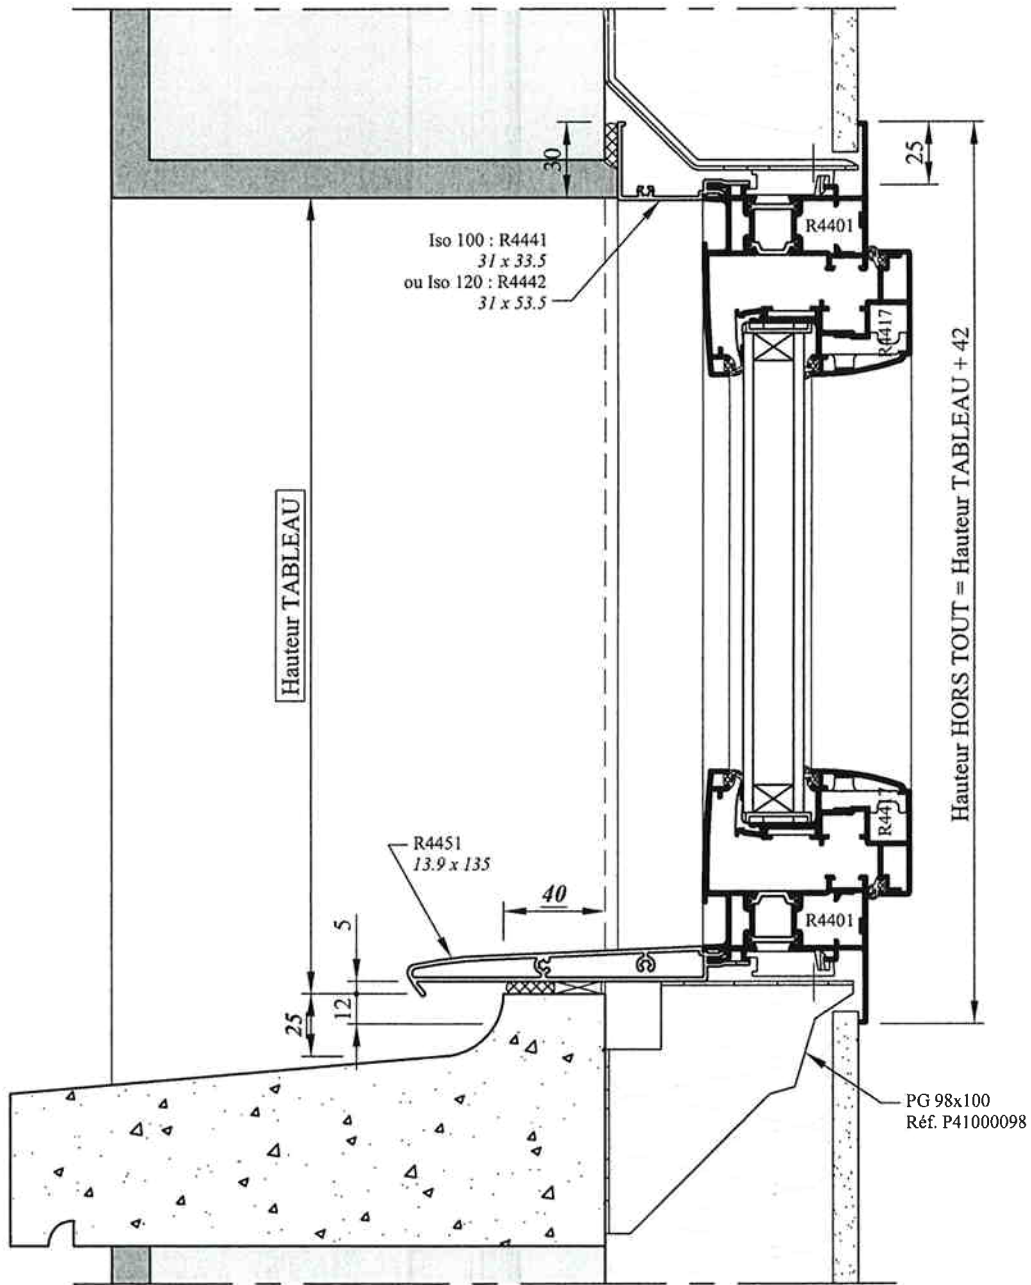 30
25
R4401
Iso 100 : R4441
31 x 33.5
ou Iso 120 : R4442
31 x 53.5
R4417
Hauteur TABLEAU
Hauteur HORS TOUT = Hauteur TABLEAU + 42
R4417
R4451
13.9 x 135
40
R4401
5
12
25
PG 98x100
Réf. P41000098